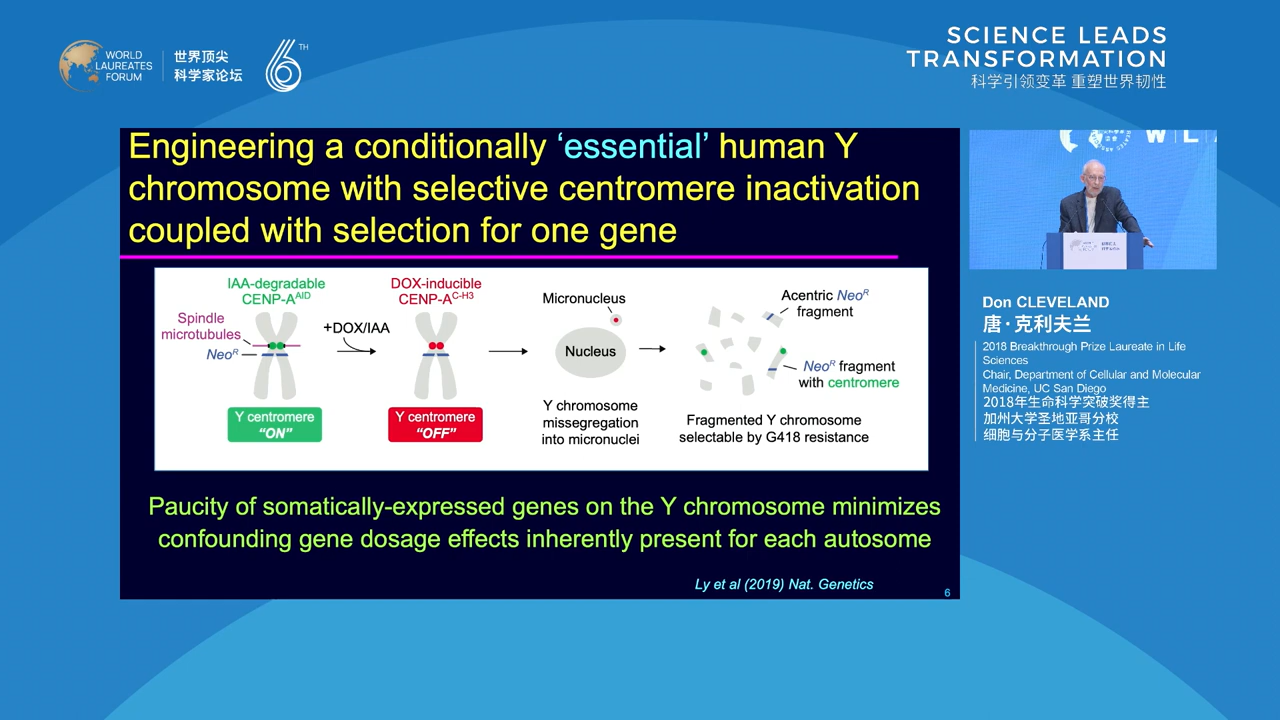 WORLD
LAUREATES
FORUM
世界顶尖
科学家论坛
6TH
SCIENCE LEADS
TRANSFORMATION
科学引领变革 重塑世界韧性
Engineering a conditionally ‘essential’ human Y
chromosome with selective centromere inactivation
coupled with selection for one gene
IAA-degradable
CENP-A^AID
Spindle
microtubules
Neo^R
Y centromere
“ON”
+DOX/IAA
DOX-inducible
CENP-A^C-H3
Y centromere
“OFF”
Micronucleus
Nucleus
Y chromosome
missegregation
into micronuclei
Acentric Neo^R
fragment
Neo^R fragment
with centromere
Fragmented Y chromosome
selectable by G418 resistance
Paucity of somatically-expressed genes on the Y chromosome minimizes
confounding gene dosage effects inherently present for each autosome
Ly et al (2019) Nat. Genetics
6
W L
Don CLEVELAND
唐·克利夫兰
2018 Breakthrough Prize Laureate in Life
Sciences
Chair, Department of Cellular and Molecular
Medicine, UC San Diego
2018年生命科学突破奖得主
加州大学圣地亚哥分校
细胞与分子医学系主任